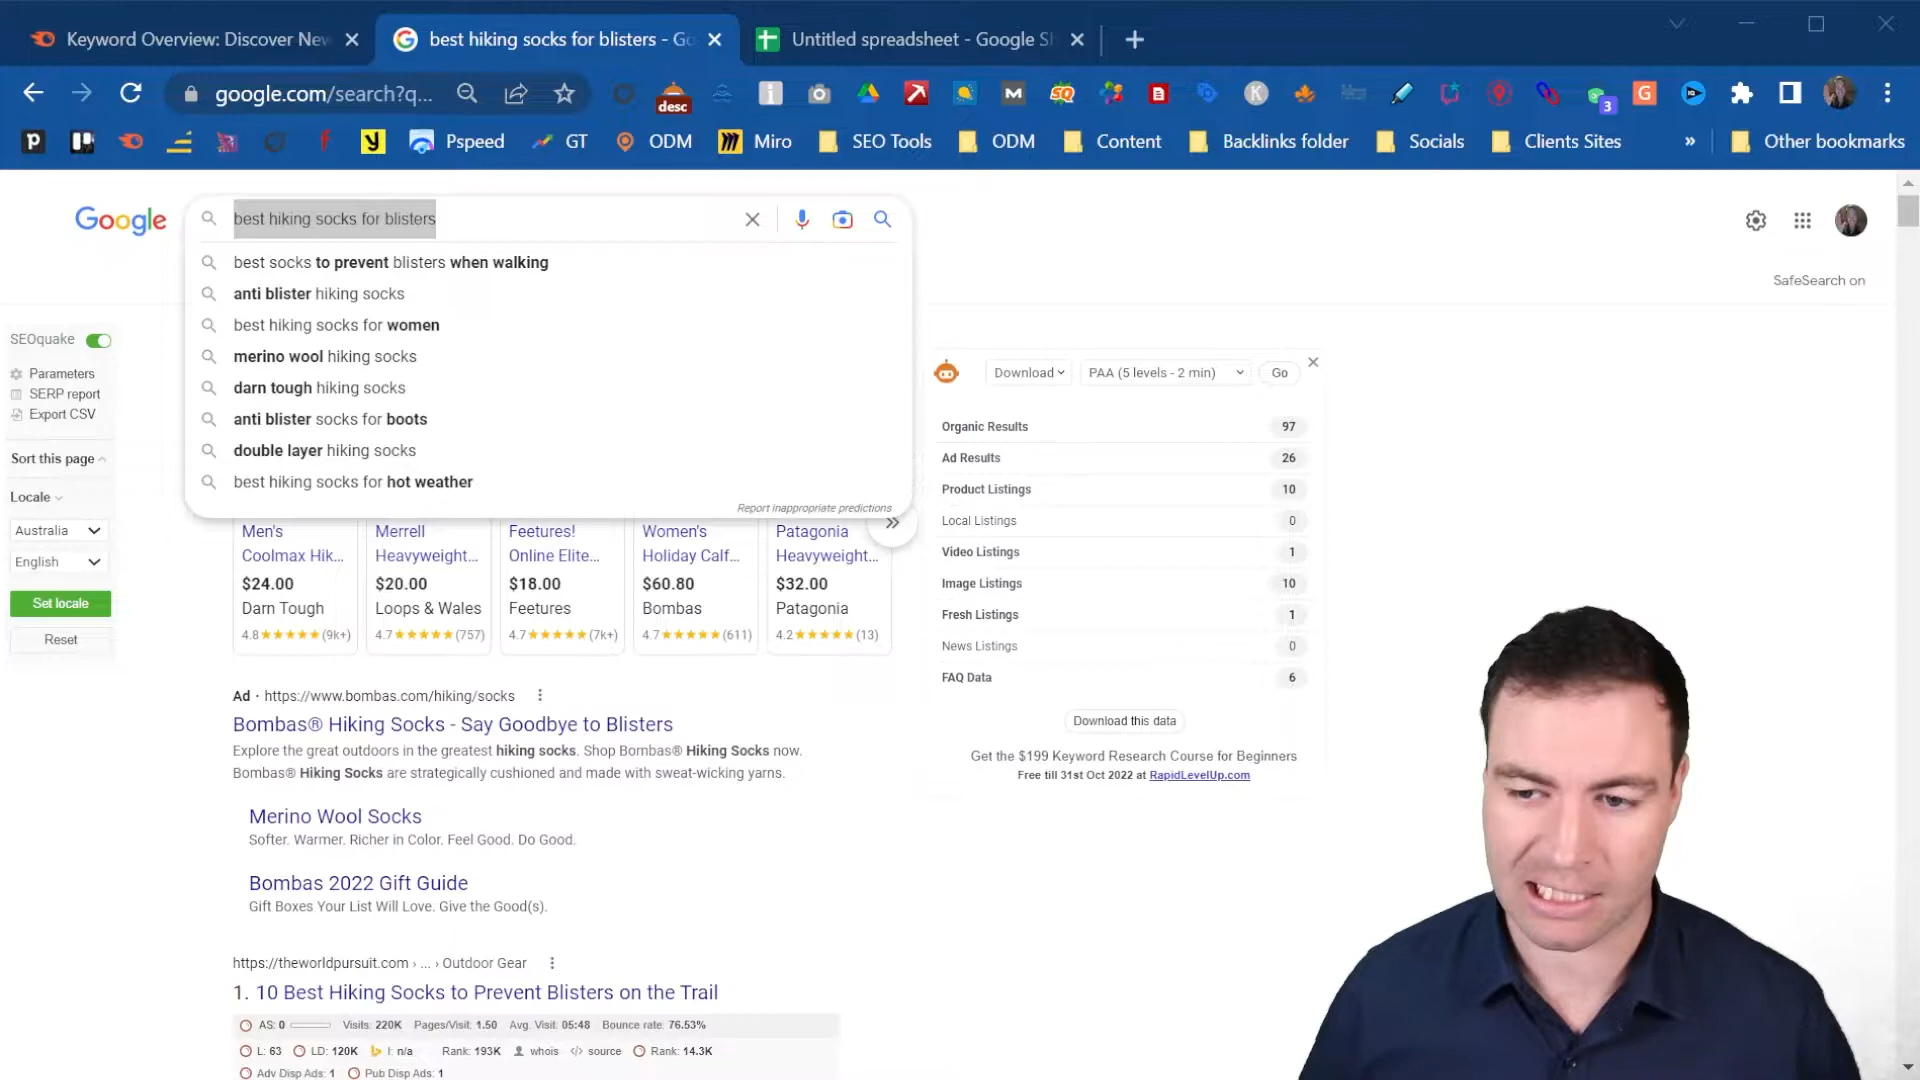 Keyword Overview: Discover Nev
best hiking socks for blisters - Go
Untitled spreadsheet - Google Sh
google.com/search?q...
desc
3
Pspeed
GT
ODM
Miro
SEO Tools
ODM
Content
Backlinks folder
Socials
Clients Sites
»
Other bookmarks
Google
best hiking socks for blisters
best socks to prevent blisters when walking
anti blister hiking socks
best hiking socks for women
merino wool hiking socks
darn tough hiking socks
anti blister socks for boots
double layer hiking socks
best hiking socks for hot weather
Report inappropriate predictions
SafeSearch on
SEOquake
Parameters
SERP report
Export CSV
Sort this page
Locale
Australia
English
Set locale
Reset
Men's
Coolmax Hik...
$24.00
Darn Tough
4.8★★★★★(9k+)
Merrell
Heavyweight...
$20.00
Loops & Wales
4.7★★★★★(757)
Feetures!
Online Elite...
$18.00
Feetures
4.7★★★★★(7k+)
Women's
Holiday Calf...
$60.80
Bombas
4.7★★★★★(611)
Patagonia
Heavyweight...
$32.00
Patagonia
4.2★★★★★(13)
Download
PAA (5 levels - 2 min)
Go
Organic Results 97
Ad Results 26
Product Listings 10
Local Listings 0
Video Listings 1
Image Listings 10
Fresh Listings 1
News Listings 0
FAQ Data 6
Download this data
Get the $199 Keyword Research Course for Beginners
Free till 31st Oct 2022 at RapidLevelUp.com
Ad · https://www.bombas.com/hiking/socks
Bombas® Hiking Socks - Say Goodbye to Blisters
Explore the great outdoors in the greatest hiking socks. Shop Bombas® Hiking Socks now.
Bombas® Hiking Socks are strategically cushioned and made with sweat-wicking yarns.
Merino Wool Socks
Softer. Warmer. Richer in Color. Feel Good. Do Good.
Bombas 2022 Gift Guide
Gift Boxes Your List Will Love. Give the Good(s).
https://theworldpursuit.com › ... › Outdoor Gear
1. 10 Best Hiking Socks to Prevent Blisters on the Trail
AS: 0 Visits: 220K Pages/Visit: 1.50 Avg. Visit: 05:48 Bounce rate: 76.53%
L: 63 LD: 120K I: n/a Rank: 193K whois source Rank: 14.3K
Adv Disp Ads: 1 Pub Disp Ads: 1